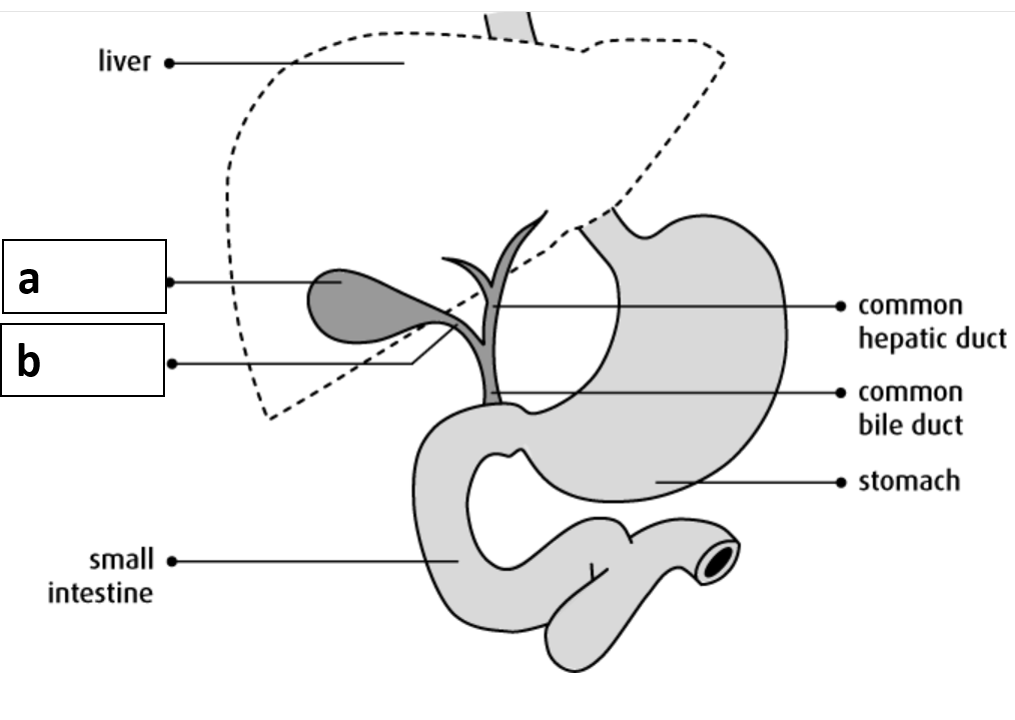 liver
a
b
common
hepatic duct
common
bile duct
stomach
small
intestine